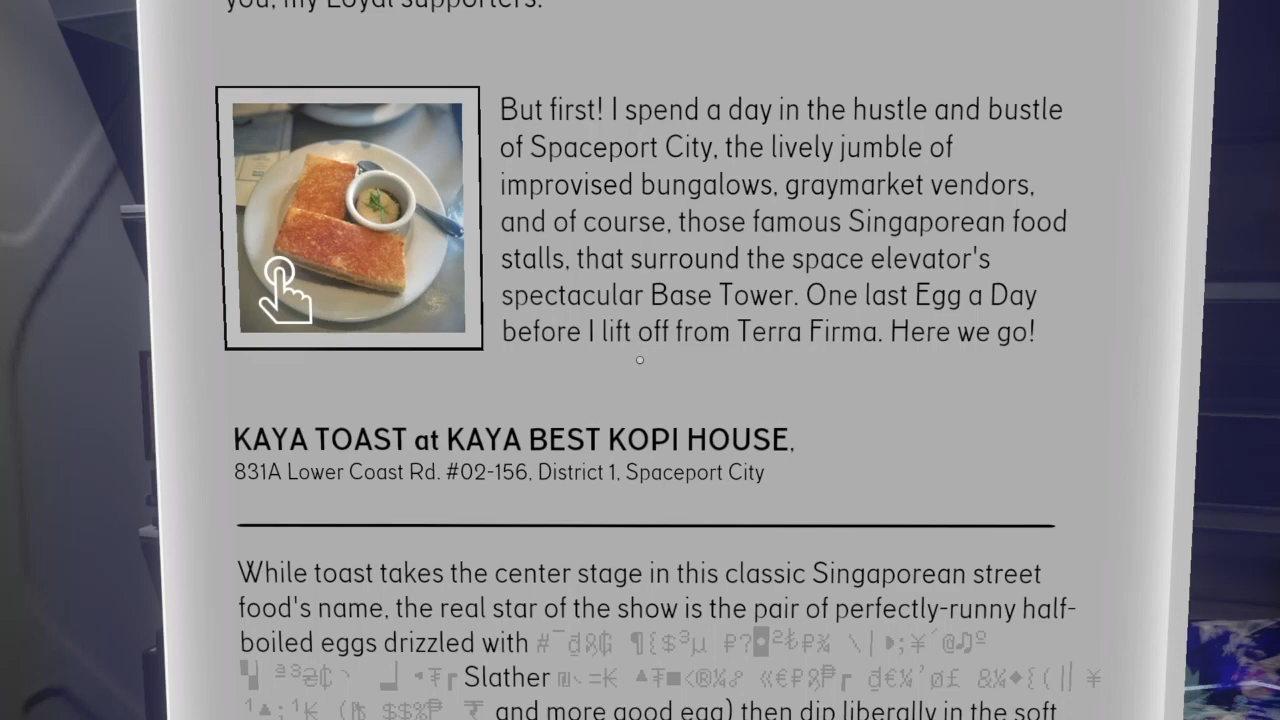 you, my Loyal supporters.
But first! I spend a day in the hustle and bustle
of Spaceport City, the lively jumble of
improvised bungalows, graymarket vendors,
and of course, those famous Singaporean food
stalls, that surround the space elevator's
spectacular Base Tower. One last Egg a Day
before I lift off from Terra Firma. Here we go!
KAYA TOAST at KAYA BEST KOPI HOUSE,
831A Lower Coast Rd. #02-156, District 1, Spaceport City
While toast takes the center stage in this classic Singaporean street
food's name, the real star of the show is the pair of perfectly-runny half-
boiled eggs drizzled with
Slather
and more good egg) then dip liberally in the soft